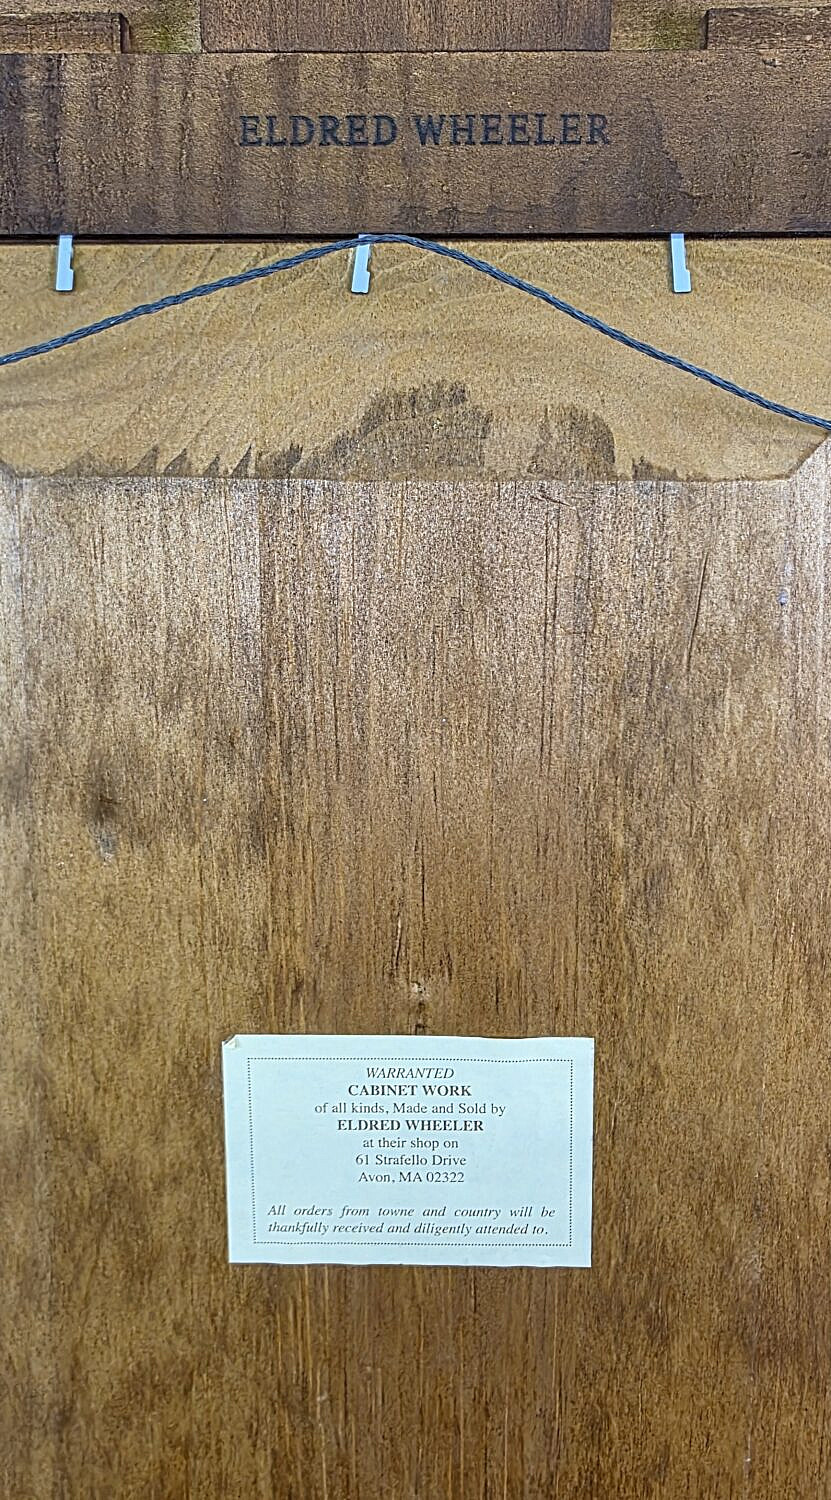 ELDRED WHEELER
WARRANTED
CABINET WORK
of all kinds, Made and Sold by
ELDRED WHEELER
at their shop on
61 Strafello Drive
Avon, MA 02322
All orders from towne and country will be
thankfully received and diligently attended to.